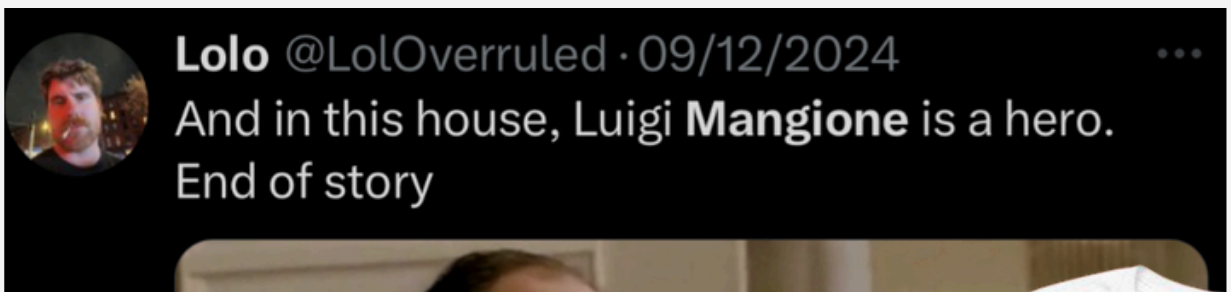 Lolo @LolOverruled · 09/12/2024
And in this house, Luigi Mangione is a hero.
End of story